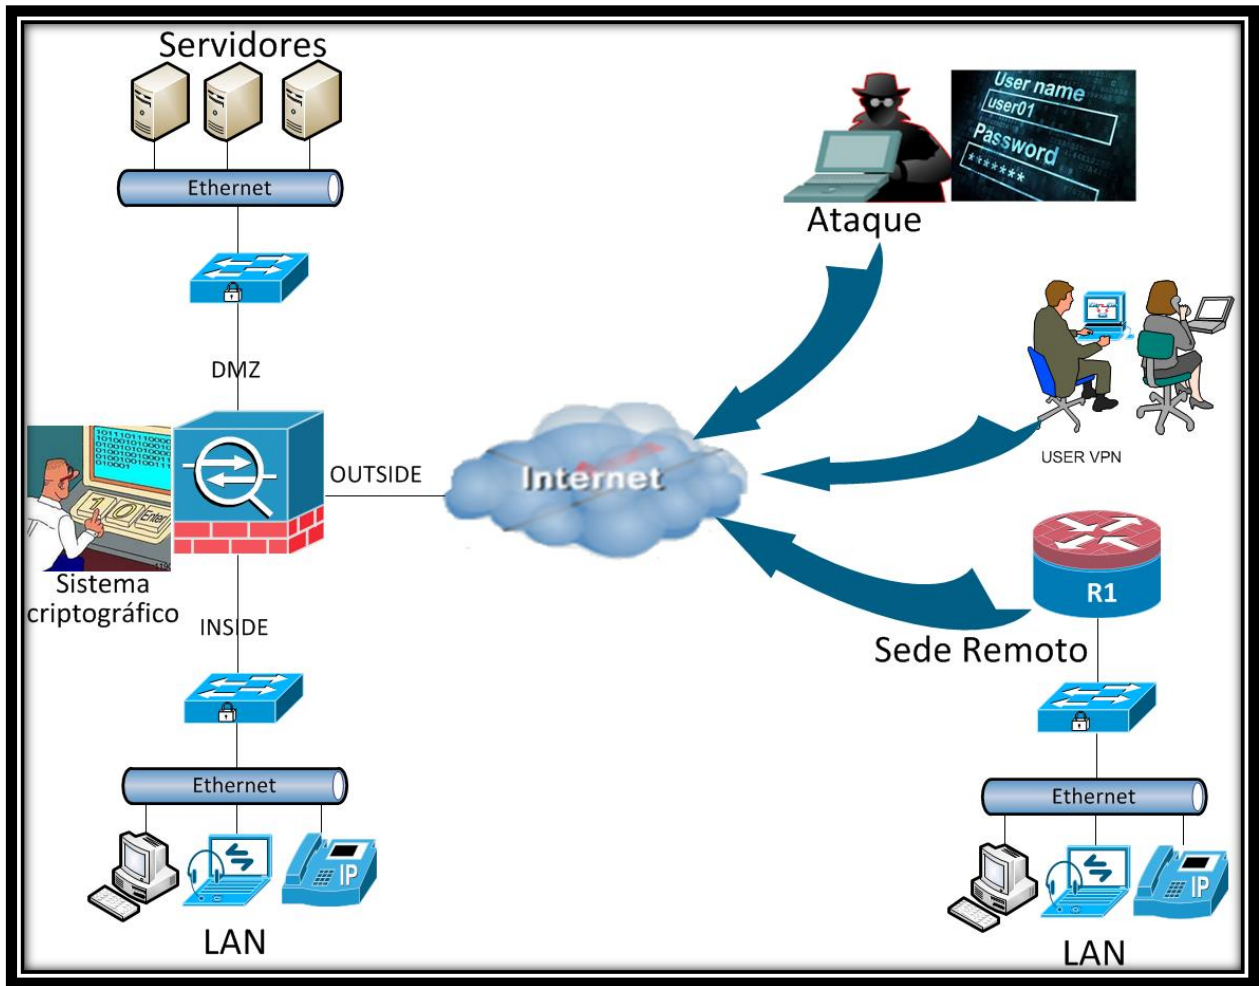 Servidores
Ethernet
DMZ
OUTSIDE
Sistema
criptográfico
INSIDE
Ethernet
IP
LAN
Internet
User name
user01
Password
*******
Ataque
USER VPN
R1
Sede Remoto
Ethernet
IP
LAN